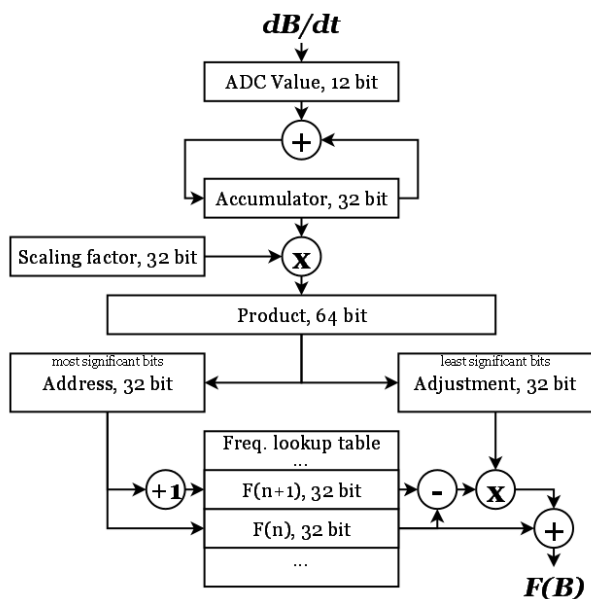 dB/dt
ADC Value, 12 bit
+
Accumulator, 32 bit
Scaling factor, 32 bit
x
Product, 64 bit
most significant bits
Address, 32 bit
least significant bits
Adjustment, 32 bit
Freq. lookup table
...
+1
F(n+1), 32 bit
-
x
F(n), 32 bit
+
...
F(B)